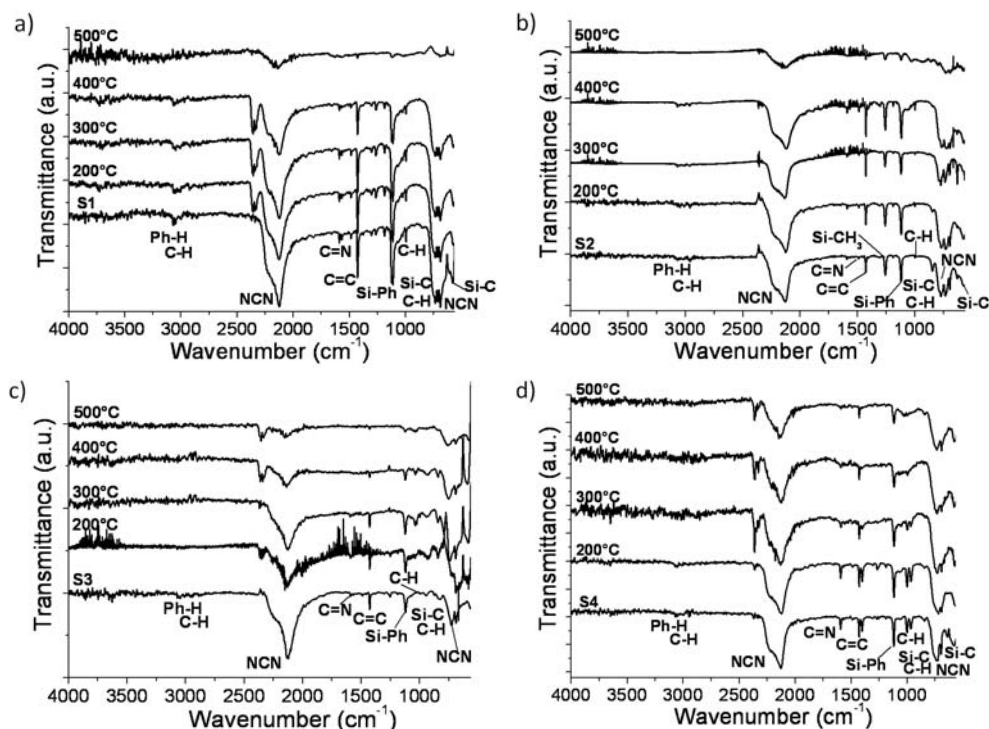 a)
Transmittance (a.u.)
500°C
400°C
300°C
200°C
S1
Ph-H
C-H
NCN
C=N
C=C
Si-Ph
C-H
Si-C
C-H
NCN
Si-C
4000 3500 3000 2500 2000 1500 1000
Wavenumber (cm⁻¹)
b)
Transmittance (a.u.)
500°C
400°C
300°C
200°C
S2
Ph-H
C-H
NCN
Si-CH₃
C=N
C=C
Si-Ph
C-H
Si-C
C-H
NCN
Si-C
4000 3500 3000 2500 2000 1500 1000
Wavenumber (cm⁻¹)
c)
Transmittance (a.u.)
500°C
400°C
300°C
200°C
S3
Ph-H
C-H
NCN
C=N
C=C
Si-Ph
C-H
Si-C
C-H
NCN
4000 3500 3000 2500 2000 1500 1000
Wavenumber (cm⁻¹)
d)
Transmittance (a.u.)
500°C
400°C
300°C
200°C
S4
Ph-H
C-H
NCN
C=N
C=C
Si-Ph
C-H
Si-C
C-H
Si-C
NCN
4000 3500 3000 2500 2000 1500 1000
Wavenumber (cm⁻¹)